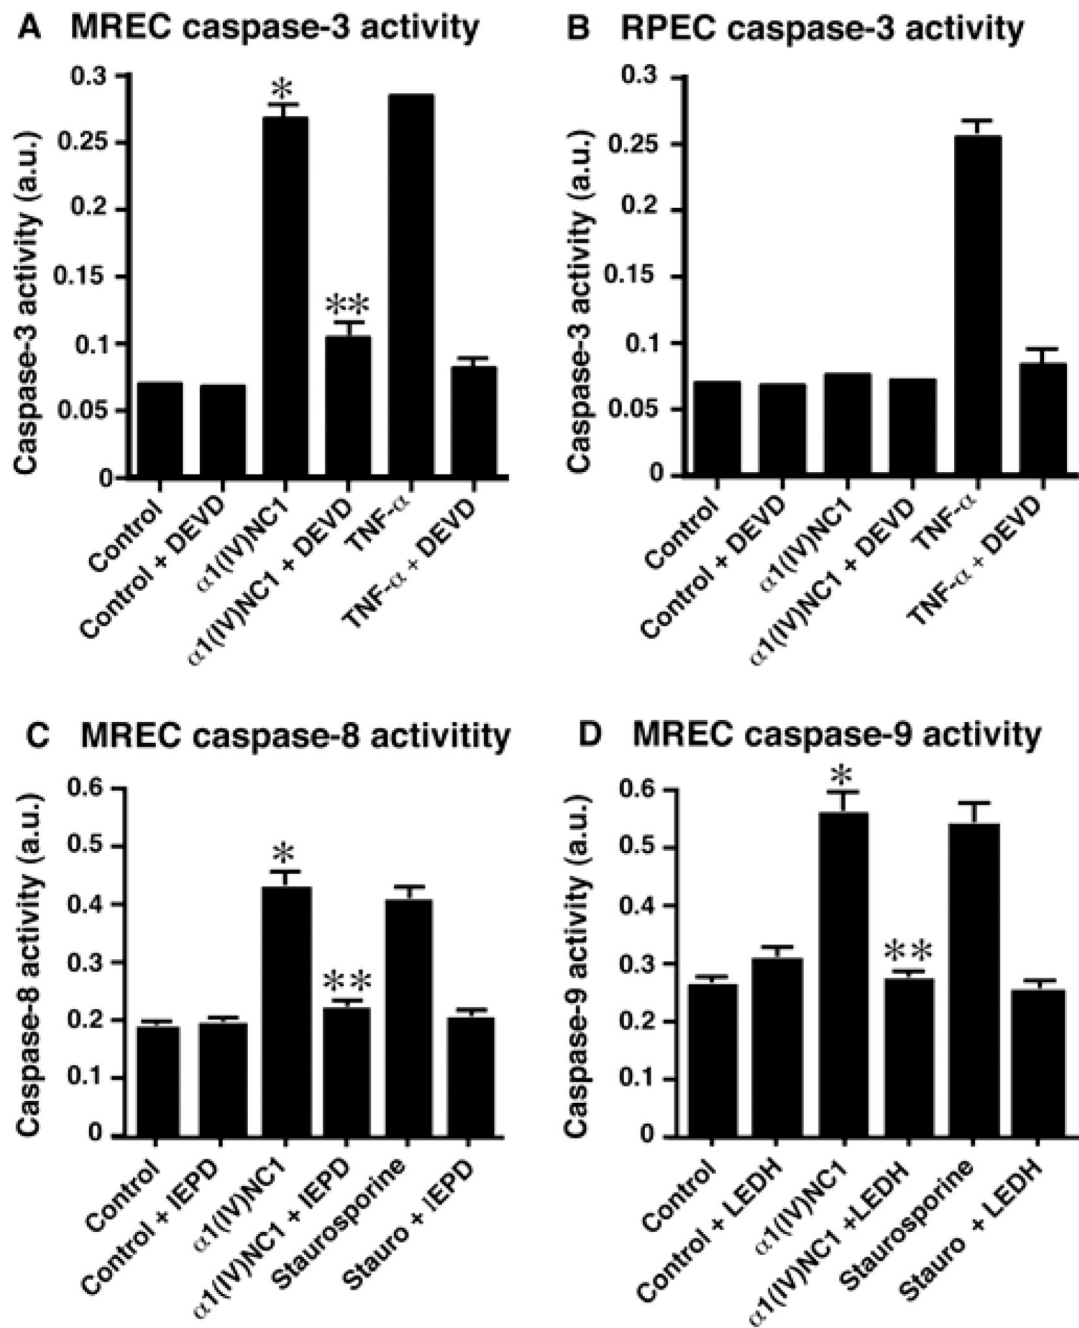 A MREC caspase-3 activity
Caspase-3 activity (a.u.)
0.3
0.25
0.2
0.15
0.1
0.05
0
*
**
Control
Control + DEVD
α1(IV)NC1
α1(IV)NC1 + DEVD
TNF-α
TNF-α + DEVD
B RPEC caspase-3 activity
Caspase-3 activity (a.u.)
0.3
0.25
0.2
0.15
0.1
0.05
0
Control
Control + DEVD
α1(IV)NC1
α1(IV)NC1 + DEVD
TNF-α
TNF-α + DEVD
C MREC caspase-8 activitity
Caspase-8 activity (a.u.)
0.6
0.5
0.4
0.3
0.2
0.1
0
*
**
Control
Control + IEPD
α1(IV)NC1
α1(IV)NC1 + IEPD
Staurosporine
Stauro + IEPD
D MREC caspase-9 activity
Caspase-9 activity (a.u.)
0.6
0.5
0.4
0.3
0.2
0.1
0
*
**
Control
Control + LEDH
α1(IV)NC1
α1(IV)NC1 +LEDH
Staurosporine
Stauro + LEDH